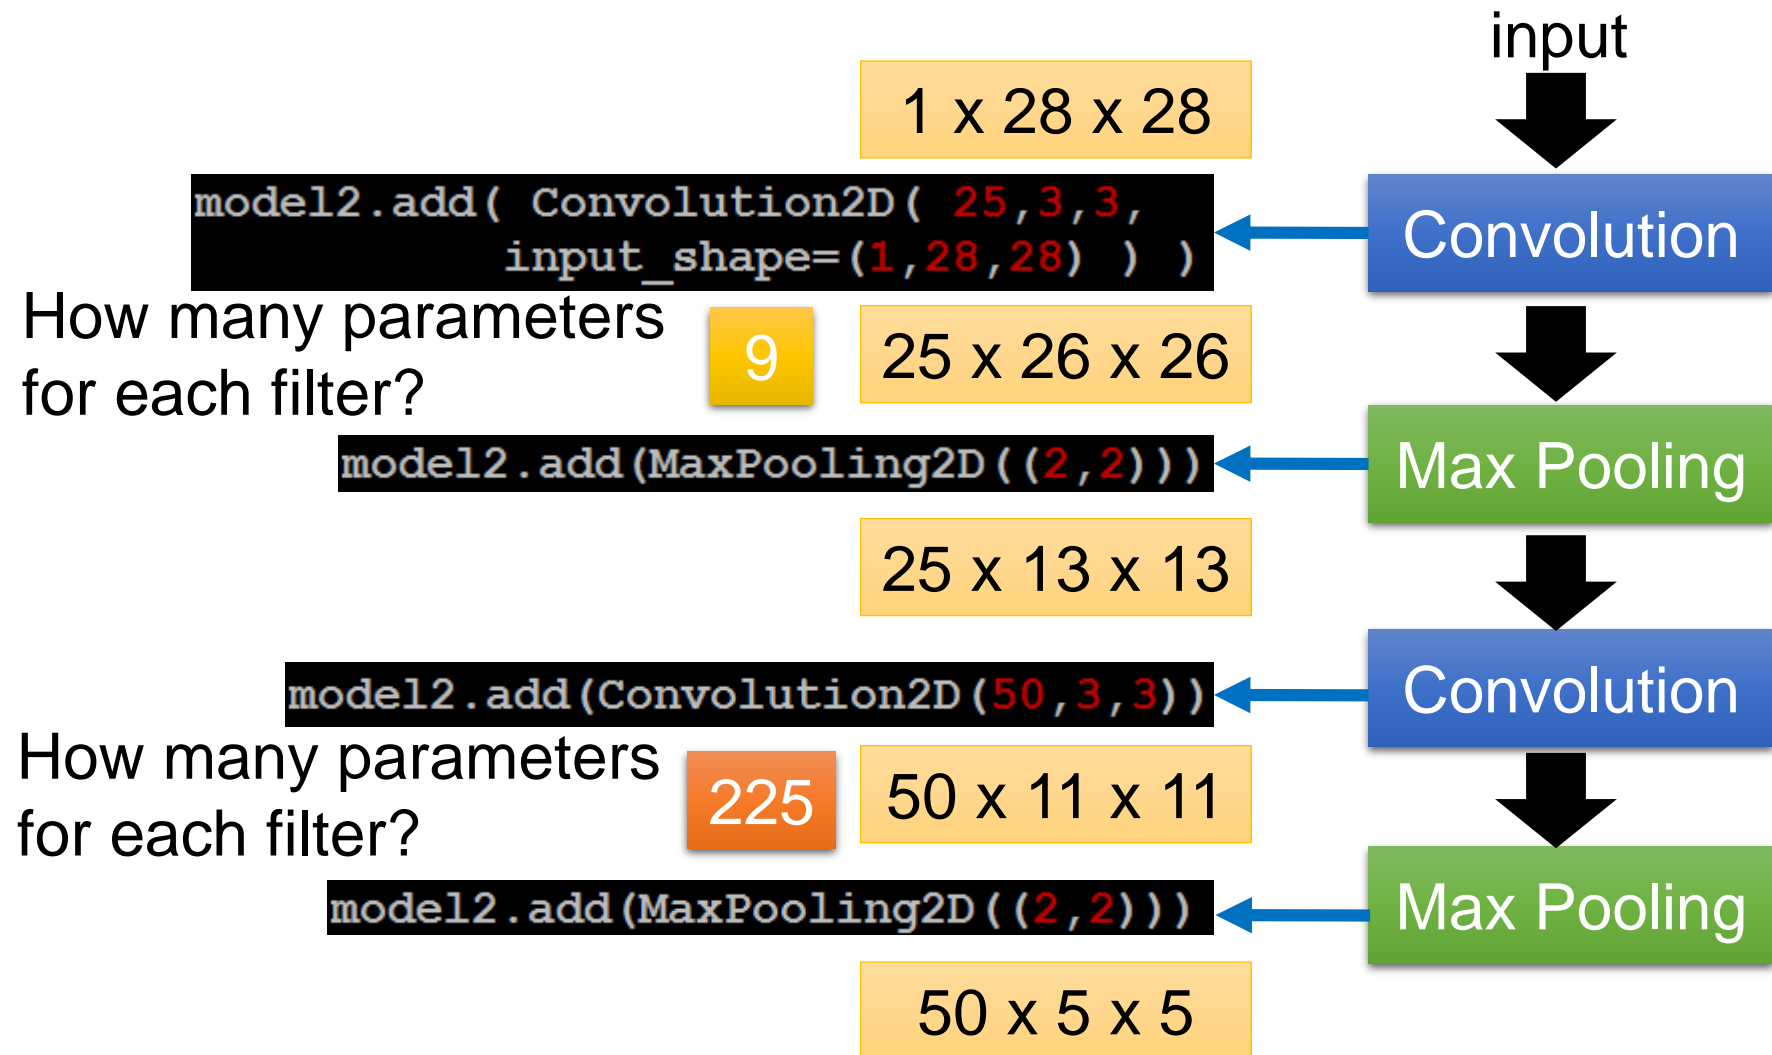 input
1 x 28 x 28
model2.add( Convolution2D( 25,3,3,
input_shape=(1,28,28) ) )
Convolution
How many parameters
for each filter?
9
25 x 26 x 26
model2.add(MaxPooling2D((2,2)))
Max Pooling
25 x 13 x 13
model2.add(Convolution2D(50,3,3))
Convolution
How many parameters
for each filter?
225
50 x 11 x 11
model2.add(MaxPooling2D((2,2)))
Max Pooling
50 x 5 x 5